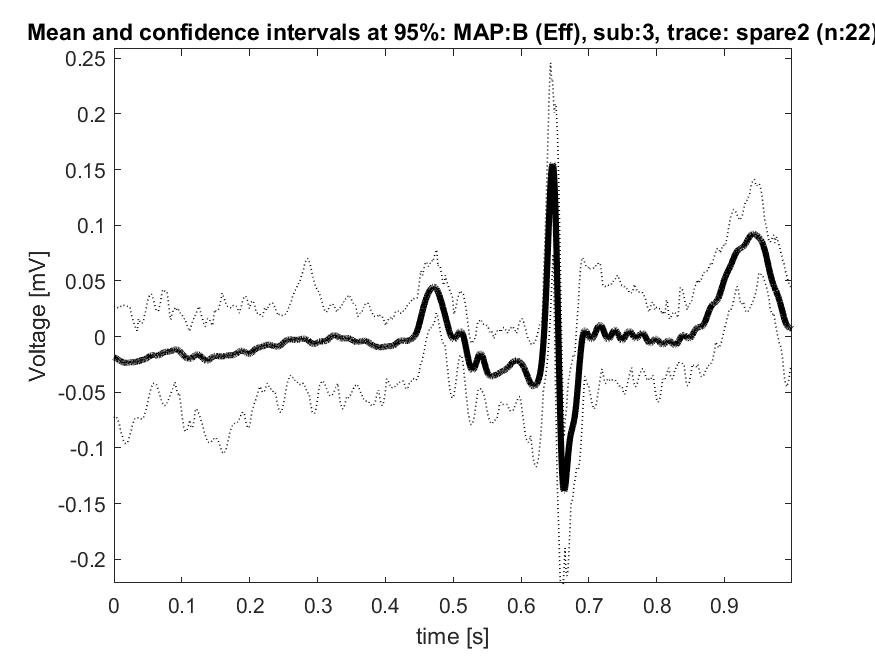 Mean and confidence intervals at 95%: MAP:B (Eff), sub:3, trace: spare2 (n:22)
0.25
0.2
0.15
0.1
0.05
0
-0.05
-0.1
-0.15
-0.2
Voltage [mV]
0 0.1 0.2 0.3 0.4 0.5 0.6 0.7 0.8 0.9
time [s]